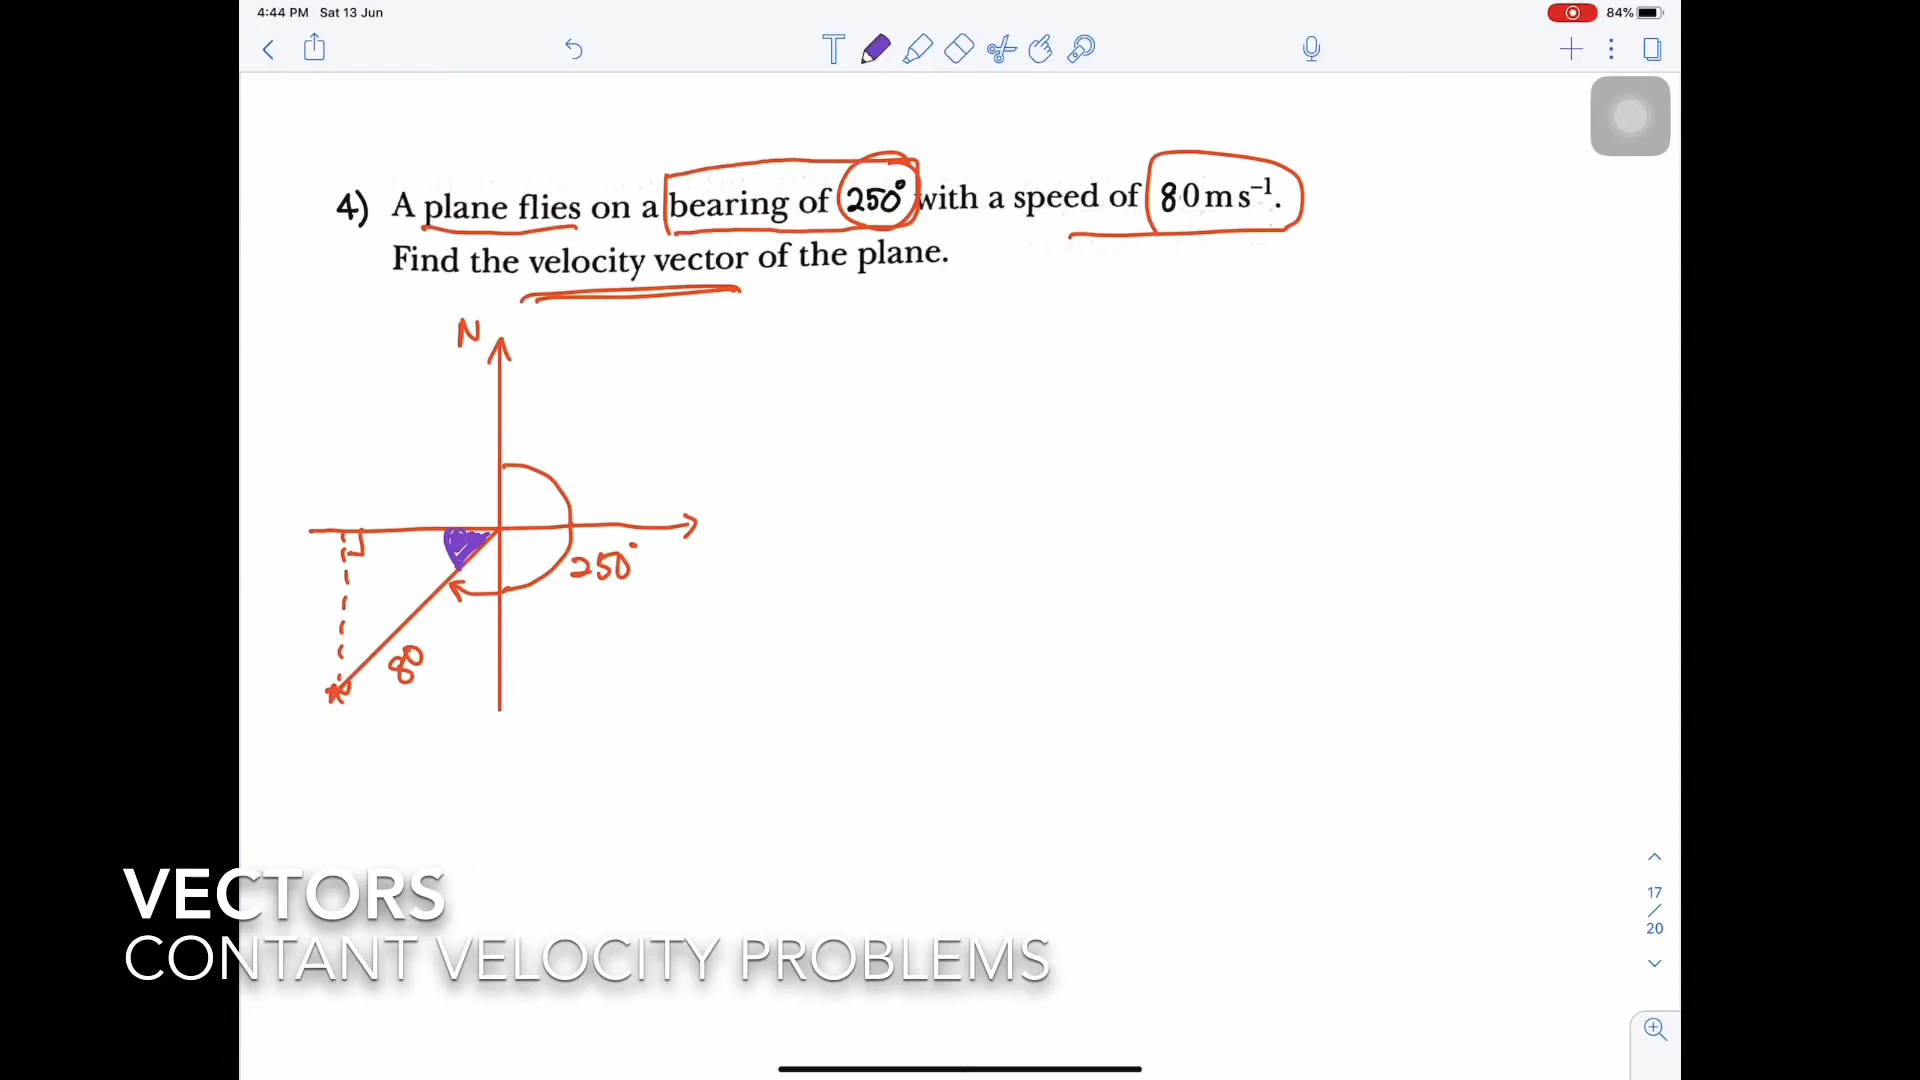 4:44 PM Sat 13 Jun
84%
T
4) A plane flies on a bearing of 250° with a speed of 80 m s⁻¹.
Find the velocity vector of the plane.
N
250°
80
VECTORS
CONTANT VELOCITY PROBLEMS
17
/
20